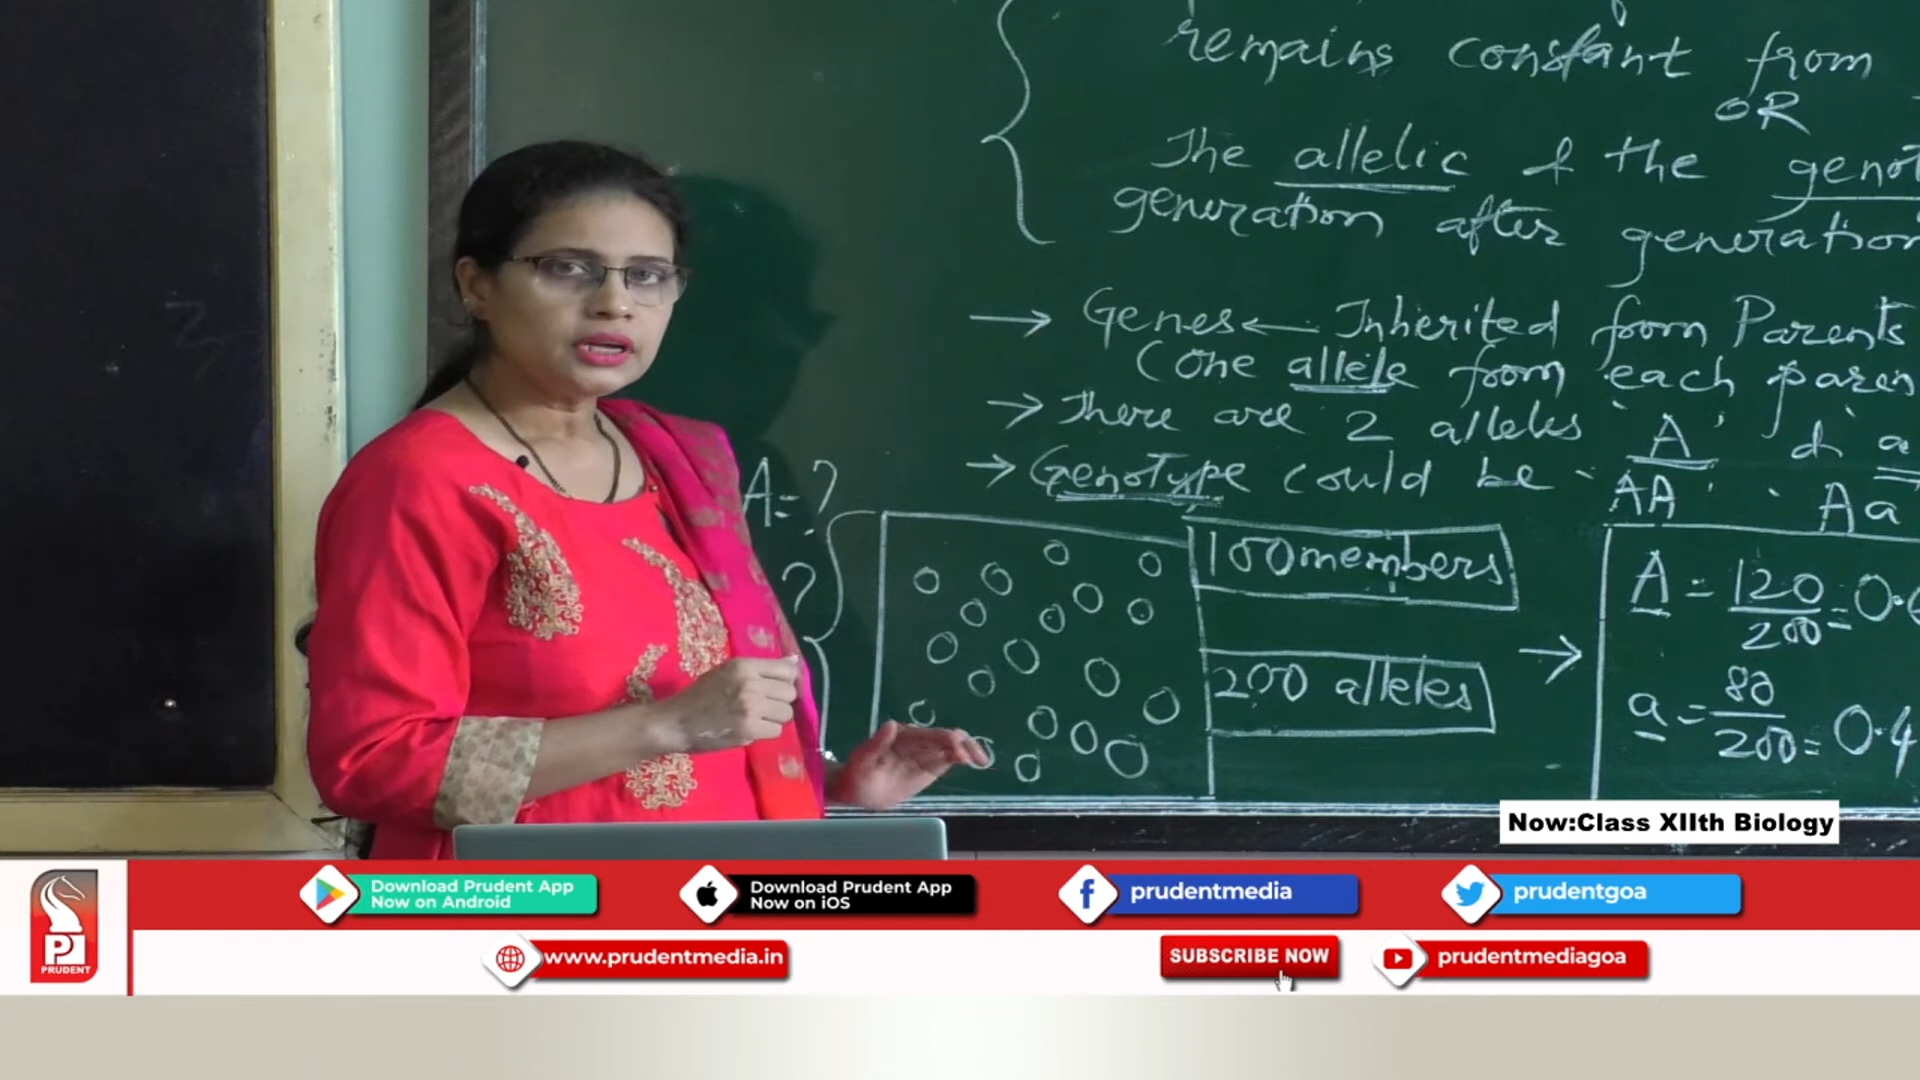 remains constant from
OR
The allelic & the genot
generation after generation
→ Genes ← Inherited from Parents
(One allele from each paren
→ There are 2 alleles 'A' & a
→ Genotype could be 'AA' ' Aa
A = ?
?
100 members
200 alleles
→
A = 120/200 = 0.6
a = 80/200 = 0.4
Now:Class XIIth Biology
Download Prudent App
Now on Android
Download Prudent App
Now on iOS
prudentmedia
prudentgoa
PRUDENT
www.prudentmedia.in
SUBSCRIBE NOW
prudentmediagoa